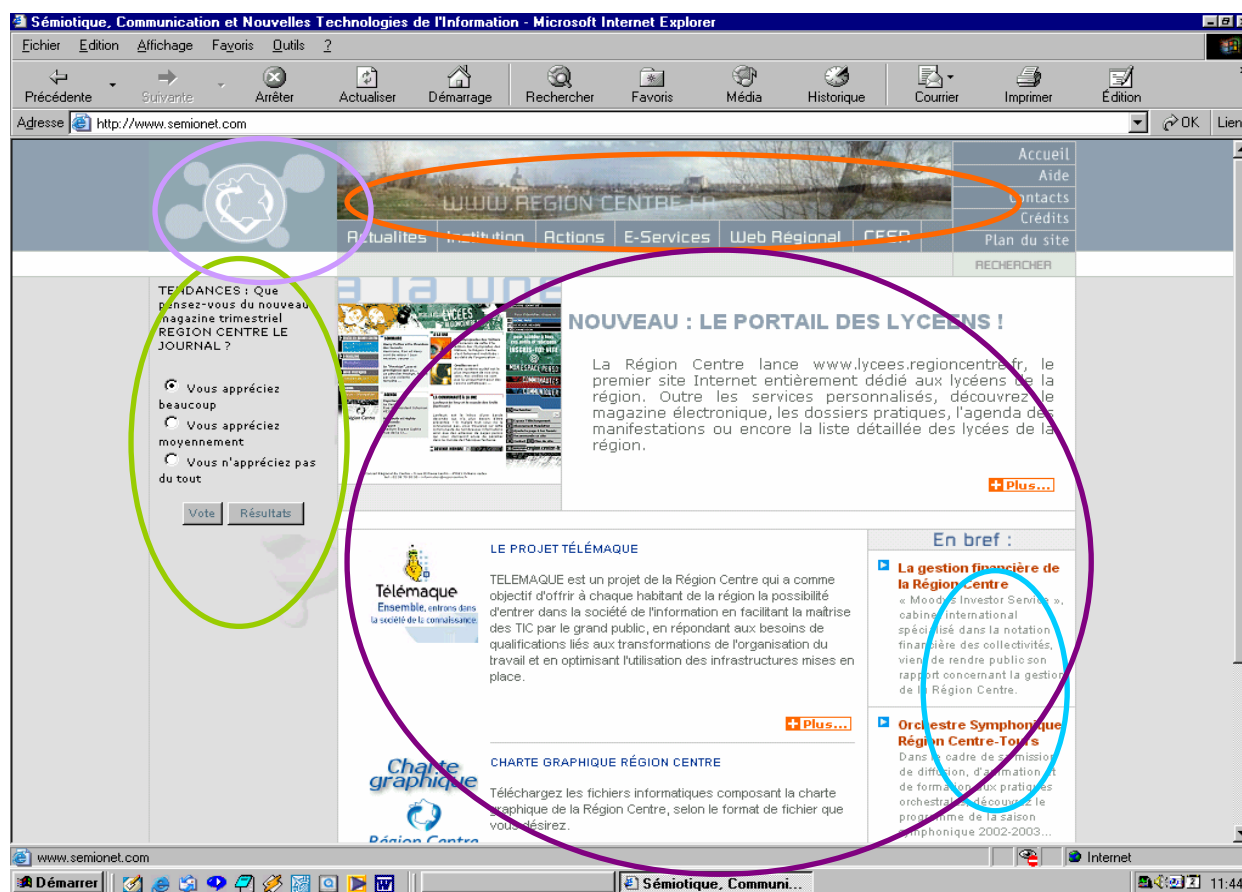 Sémiotique, Communication et Nouvelles Technologies de l'Information - Microsoft Internet Explorer
Fichier Edition Affichage Favoris Outils ?
Précédente Suivante Arrêter Actualiser Démarrage Rechercher Favoris Média Historique Courrier Imprimer Édition
Adresse http://www.semionet.com OK Lien
Accueil
Aide
Contacts
Crédits
Plan du site
WWW.REGION CENTRE.FR
Actualités Institution Actions E-Services Web Régional CESR
RECHERCHER
TENDANCES : Que
pensez-vous du nouveau
magazine trimestriel
REGION CENTRE LE
JOURNAL ?
Vous appréciez
beaucoup
Vous appréciez
moyennement
Vous n'appréciez pas
du tout
Vote Résultats
à la une
LYCÉES
NOUVEAU : LE PORTAIL DES LYCÉENS !
La Région Centre lance www.lycees.regioncentre.fr, le
premier site Internet entièrement dédié aux lycéens de la
région. Outre les services personnalisés, découvrez le
magazine électronique, les dossiers pratiques, l'agenda des
manifestations ou encore la liste détaillée des lycées de la
région.
Plus...
Télémaque
Ensemble, entrons dans
la société de la connaissance.
LE PROJET TÉLÉMAQUE
TELEMAQUE est un projet de la Région Centre qui a comme
objectif d'offrir à chaque habitant de la région la possibilité
d'entrer dans la société de l'information en facilitant la maîtrise
des TIC par le grand public, en répondant aux besoins de
qualifications liés aux transformations de l'organisation du
travail et en optimisant l'utilisation des infrastructures mises en
place.
Plus...
Charte
graphique
Région Centre
CHARTE GRAPHIQUE RÉGION CENTRE
Téléchargez les fichiers informatiques composant la charte
graphique de la Région Centre, selon le format de fichier que
vous désirez.
En bref :
La gestion financière de
la Région Centre
« Moodys Investor Service »,
cabinet international
spécialisé dans la notation
financière des collectivités,
vient de rendre public son
rapport concernant la gestion
de la Région Centre.
Orchestre Symphonique
Région Centre-Tours
Dans le cadre de sa mission
de diffusion, d'animation et
de formation aux pratiques
orchestrales, découvrez le
programme de la saison
symphonique 2002-2003...
www.semionet.com Internet
Démarrer Sémiotique, Communi... 11:44